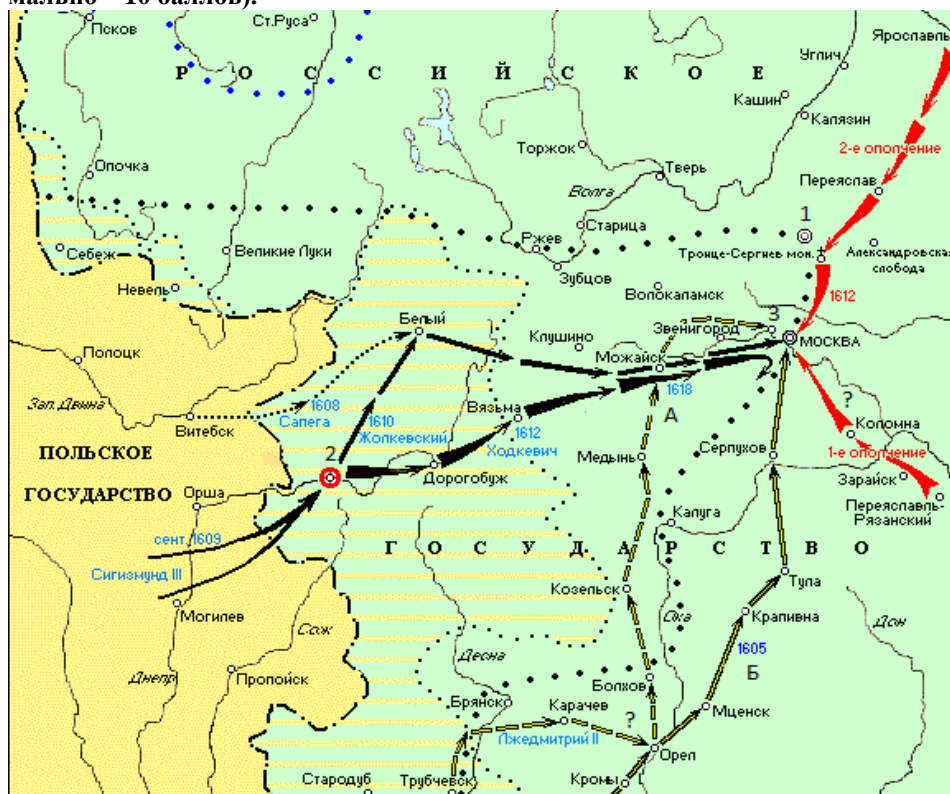 мально – 10 баллов).
Псков
Ст.Руса
Ярославль
Углич
Р О С С И Й С К О Е
Кашин
Калязин
Торжок
2-е ополчение
Опочка
Тверь
Переяслав
Волга
Старица
1
Себеж
Великие Луки
Ржев
Троице-Сергиев мон.
Александровская
слобода
Зубцов
Невель
Волокаламск
1612
Белый
Клушино
Звенигород
3
МОСКВА
Полоцк
Можайск
Зап.Двина
1608
Сапега
1618
Вязьма
А
?
Витебск
1610
Жолкевский
1612
Ходкевич
Коломна
ПОЛЬСКОЕ
2
Медынь
Серпухов
1-е ополчение
ГОСУДАРСТВО
Дорогобуж
Зарайск
Орша
Переяславль-
Рязанский
Калуга
сент. 1609
Г О С У Д А Р С Т В О
Сигизмунд III
Козельск
Тула
Могилев
Крапивна
Сож
Ока
Дон
Десна
1605
Днепр
Пропойск
Болхов
Б
Брянск
Карачев
?
Мценск
Лжедмитрий II
Орел
Стародуб
Трубчевск
Кромы